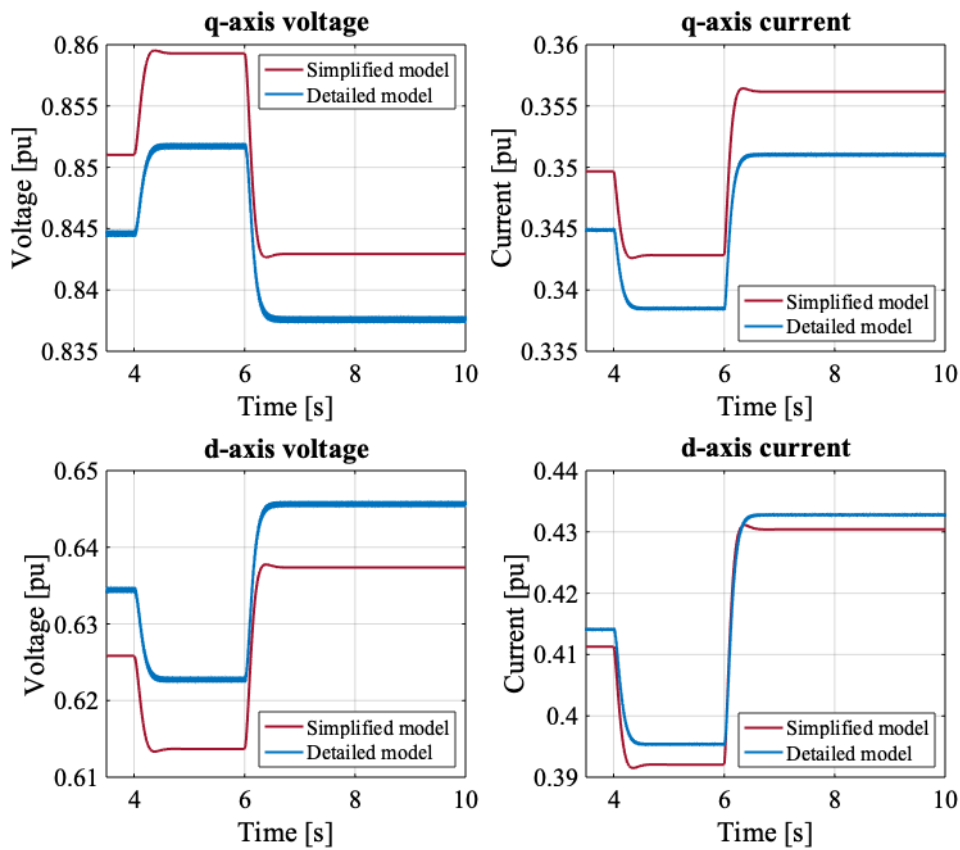 q-axis voltage
0.86
0.855
0.85
0.845
0.84
0.835
Voltage [pu]
Simplified model
Detailed model
4
6
8
10
Time [s]
q-axis current
0.36
0.355
0.35
0.345
0.34
0.335
Current [pu]
Simplified model
Detailed model
4
6
8
10
Time [s]
d-axis voltage
0.65
0.64
0.63
0.62
0.61
Voltage [pu]
Simplified model
Detailed model
4
6
8
10
Time [s]
d-axis current
0.44
0.43
0.42
0.41
0.4
0.39
Current [pu]
Simplified model
Detailed model
4
6
8
10
Time [s]